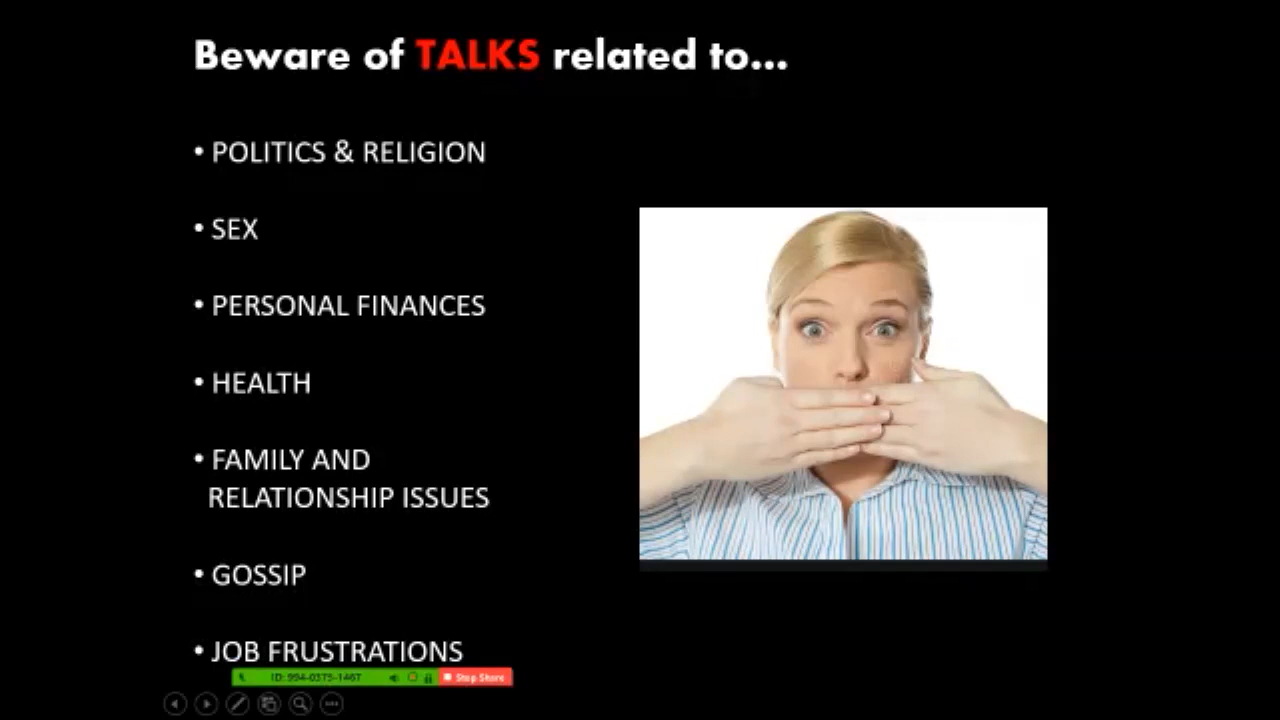 Beware of TALKS related to...
• POLITICS & RELIGION
• SEX
• PERSONAL FINANCES
• HEALTH
• FAMILY AND
RELATIONSHIP ISSUES
• GOSSIP
• JOB FRUSTRATIONS
ID: 994-0375-1467 Stop Share